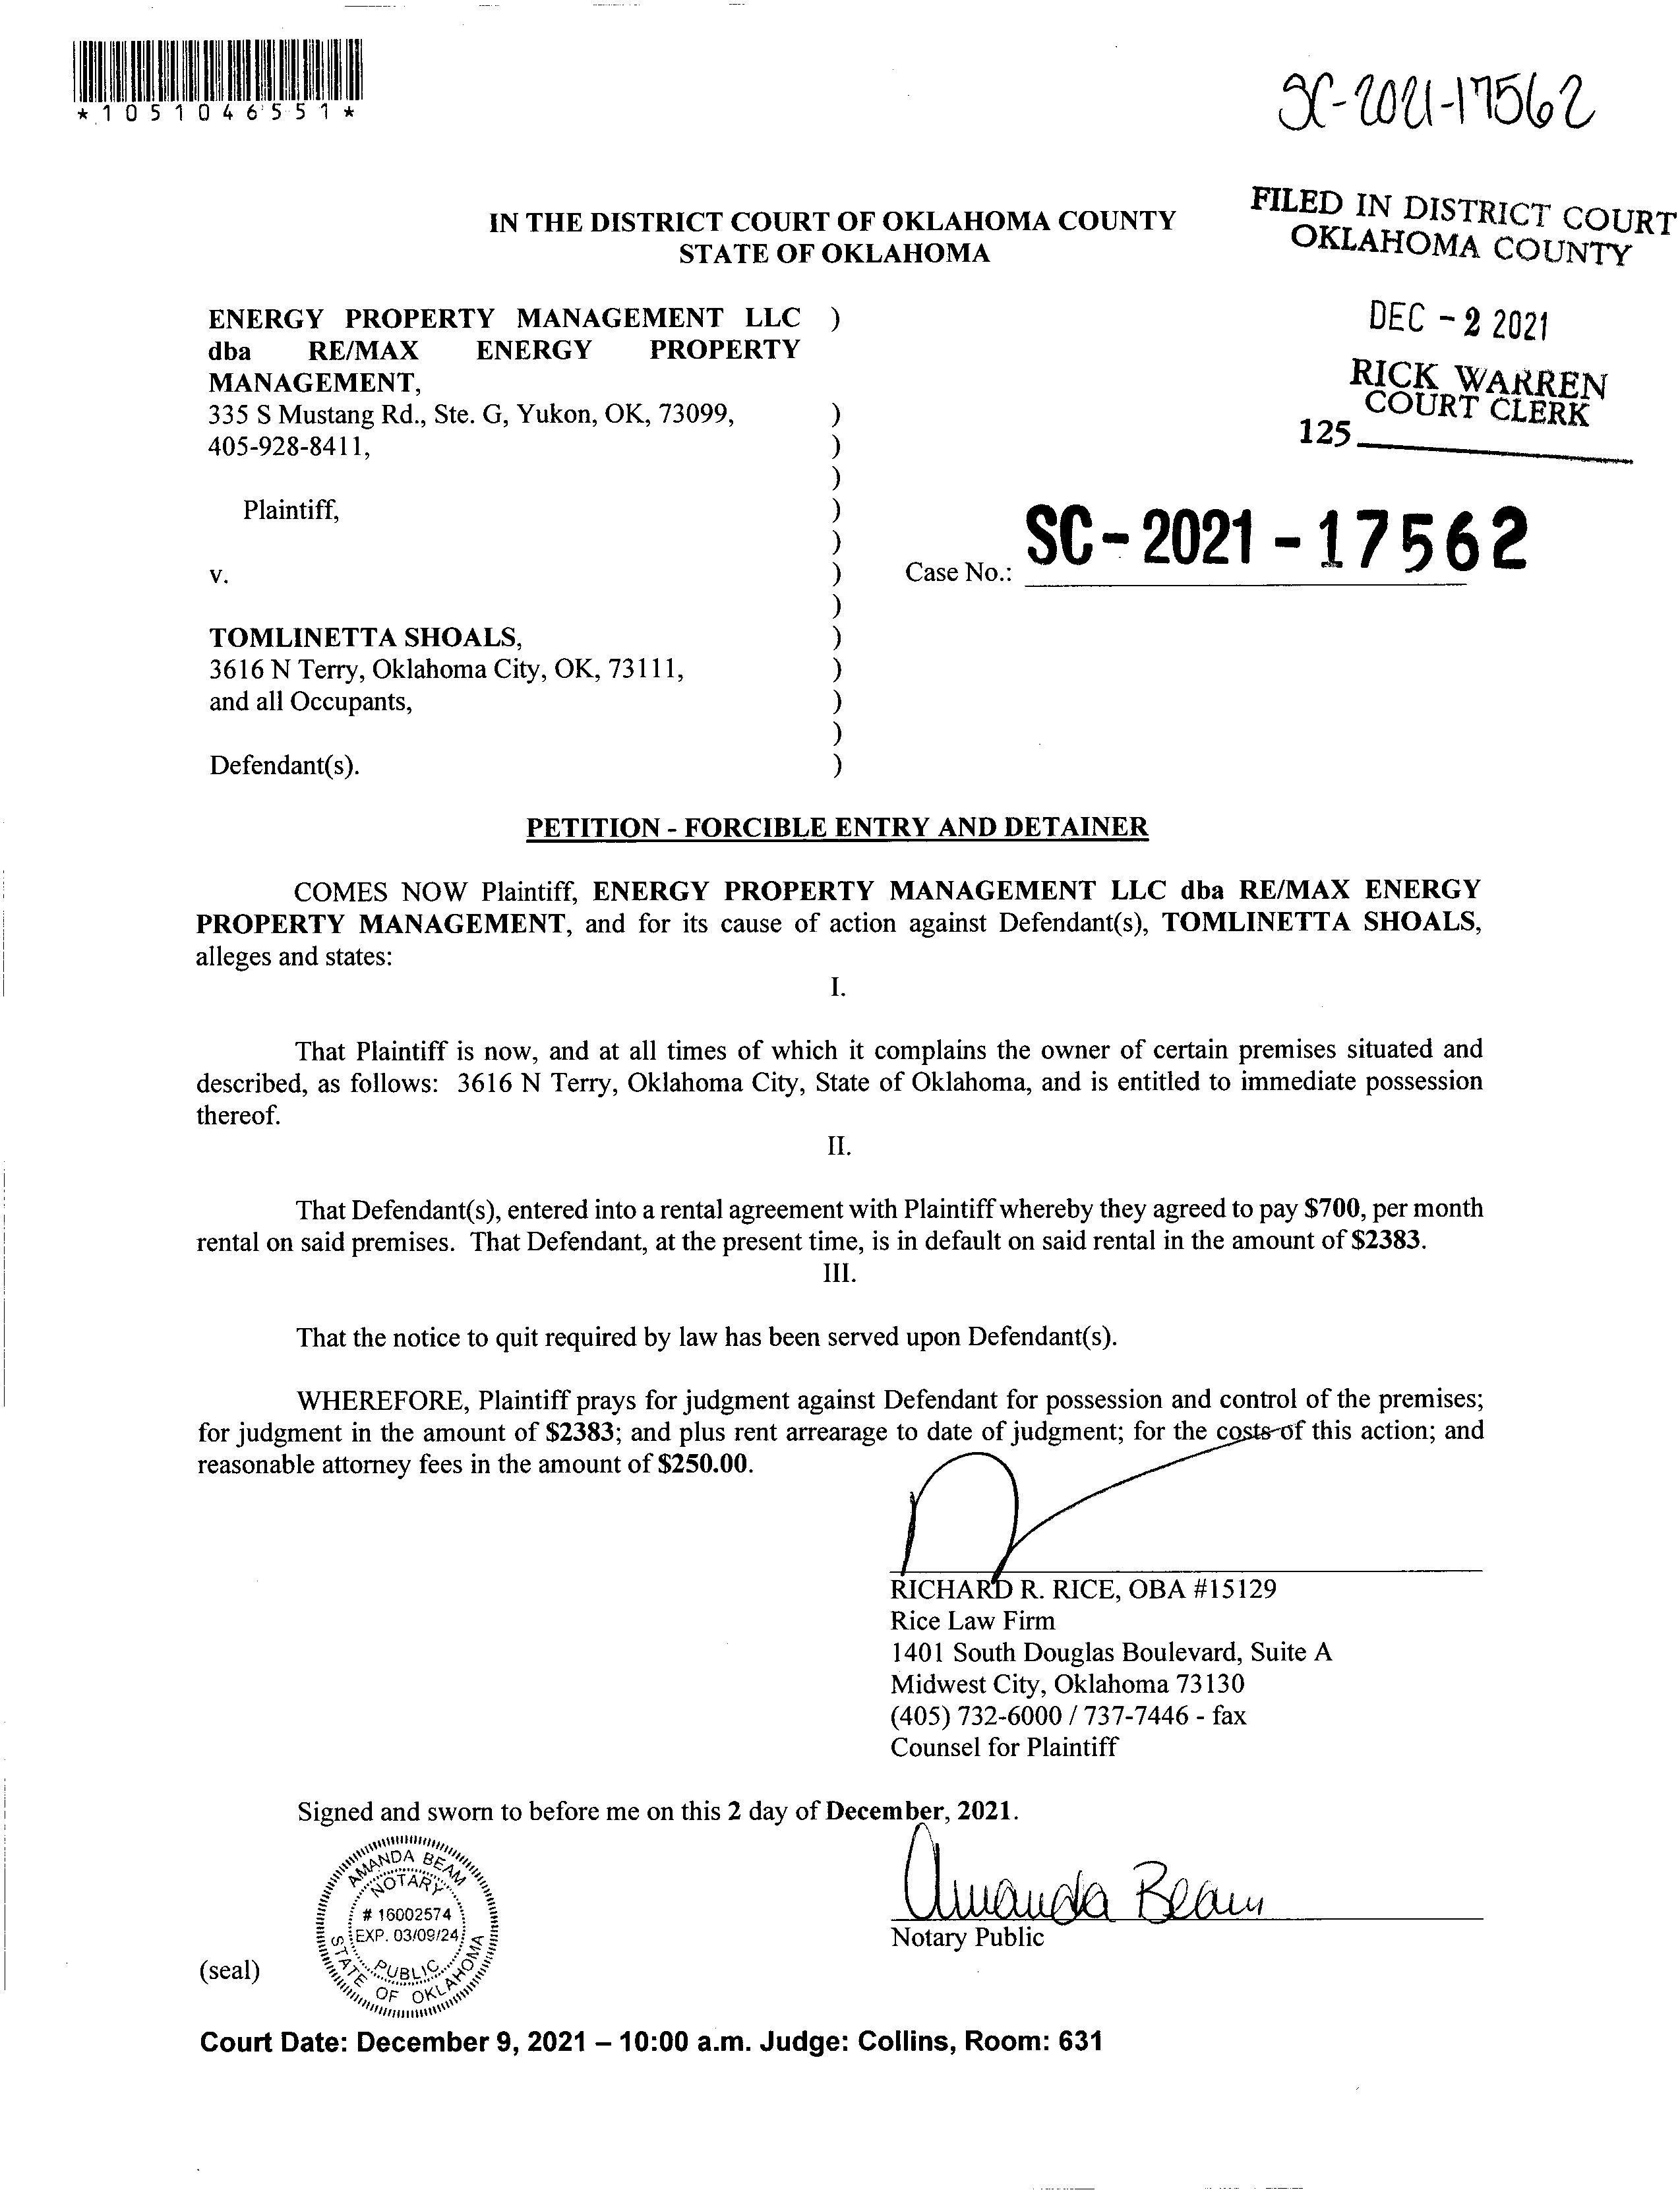 *1051046551*
SC-2021-17562
FILED IN DISTRICT COURT
OKLAHOMA COUNTY
DEC - 2 2021
RICK WARREN
COURT CLERK
125
IN THE DISTRICT COURT OF OKLAHOMA COUNTY
STATE OF OKLAHOMA
ENERGY PROPERTY MANAGEMENT LLC )
dba RE/MAX ENERGY PROPERTY
MANAGEMENT,
335 S Mustang Rd., Ste. G, Yukon, OK, 73099, )
405-928-8411, )
)
Plaintiff, )
)
v. ) Case No.: SC-2021-17562
)
TOMLINETTA SHOALS, )
3616 N Terry, Oklahoma City, OK, 73111, )
and all Occupants, )
)
Defendant(s). )
PETITION - FORCIBLE ENTRY AND DETAINER
COMES NOW Plaintiff, ENERGY PROPERTY MANAGEMENT LLC dba RE/MAX ENERGY
PROPERTY MANAGEMENT, and for its cause of action against Defendant(s), TOMLINETTA SHOALS,
alleges and states:
I.
That Plaintiff is now, and at all times of which it complains the owner of certain premises situated and
described, as follows: 3616 N Terry, Oklahoma City, State of Oklahoma, and is entitled to immediate possession
thereof.
II.
That Defendant(s), entered into a rental agreement with Plaintiff whereby they agreed to pay $700, per month
rental on said premises. That Defendant, at the present time, is in default on said rental in the amount of $2383.
III.
That the notice to quit required by law has been served upon Defendant(s).
WHEREFORE, Plaintiff prays for judgment against Defendant for possession and control of the premises;
for judgment in the amount of $2383; and plus rent arrearage to date of judgment; for the costs of this action; and
reasonable attorney fees in the amount of $250.00.
RICHARD R. RICE, OBA #15129
Rice Law Firm
1401 South Douglas Boulevard, Suite A
Midwest City, Oklahoma 73130
(405) 732-6000 / 737-7446 - fax
Counsel for Plaintiff
Signed and sworn to before me on this 2 day of December, 2021.
AMANDA BEAM
NOTARY
# 16002574
EXP. 03/09/24
PUBLIC
STATE OF OKLAHOMA
Amanda Beam
Notary Public
(seal)
Court Date: December 9, 2021 – 10:00 a.m. Judge: Collins, Room: 631